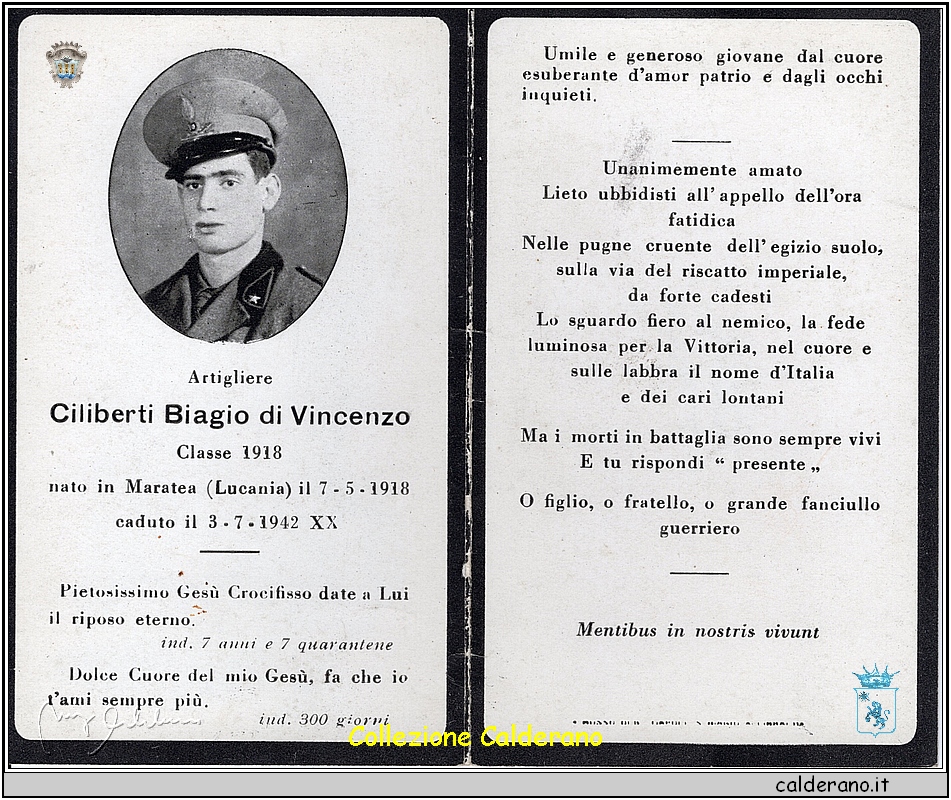 Artigliere
Ciliberti Biagio di Vincenzo
Classe 1918
nato in Maratea (Lucania) il 7 - 5 - 1918
caduto il 3 - 7 - 1942 XX
Pietosissimo Gesù Crocifisso date a Lui
il riposo eterno.
ind. 7 anni e 7 quarantene
Dolce Cuore del mio Gesù, fa che io
t'ami sempre più.
ind. 300 giorni
Umile e generoso giovane dal cuore
esuberante d'amor patrio e dagli occhi
inquieti.
Unanimemente amato
Lieto ubbidisti all'appello dell'ora
fatidica
Nelle pugne cruente dell'egizio suolo,
sulla via del riscatto imperiale,
da forte cadesti
Lo sguardo fiero al nemico, la fede
luminosa per la Vittoria, nel cuore e
sulle labbra il nome d'Italia
e dei cari lontani
Ma i morti in battaglia sono sempre vivi
E tu rispondi “ presente „
O figlio, o fratello, o grande fanciullo
guerriero
Mentibus in nostris vivunt
Collezione Calderano
calderano.it